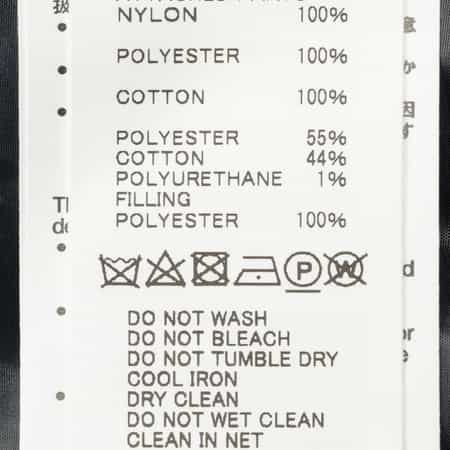 NYLON 100%
POLYESTER 100%
COTTON 100%
POLYESTER 55%
COTTON 44%
POLYURETHANE 1%
FILLING
POLYESTER 100%
P W
DO NOT WASH
DO NOT BLEACH
DO NOT TUMBLE DRY
COOL IRON
DRY CLEAN
DO NOT WET CLEAN
CLEAN IN NET